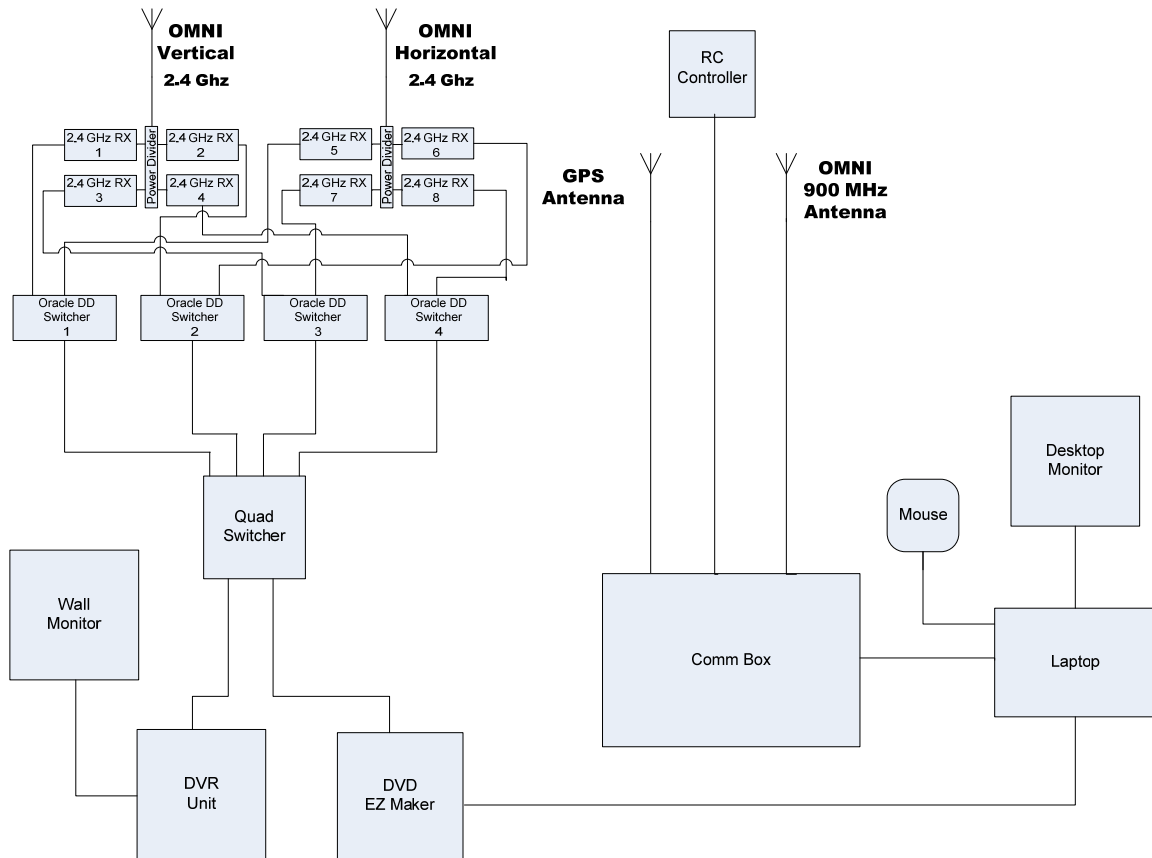 OMNI
Vertical
2.4 Ghz
OMNI
Horizontal
2.4 Ghz
RC
Controller
2.4 GHz RX
1
Power Divider
2.4 GHz RX
2
2.4 GHz RX
5
Power Divider
2.4 GHz RX
6
2.4 GHz RX
3
2.4 GHz RX
4
2.4 GHz RX
7
2.4 GHz RX
8
GPS
Antenna
OMNI
900 MHz
Antenna
Oracle DD
Switcher
1
Oracle DD
Switcher
2
Oracle DD
Switcher
3
Oracle DD
Switcher
4
Desktop
Monitor
Mouse
Quad
Switcher
Wall
Monitor
Comm Box
Laptop
DVR
Unit
DVD
EZ Maker